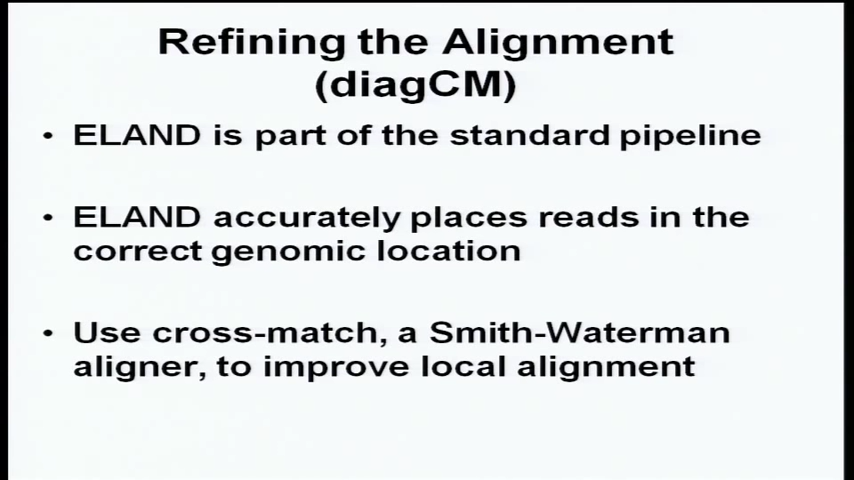 Refining the Alignment
(diagCM)
• ELAND is part of the standard pipeline
• ELAND accurately places reads in the
correct genomic location
• Use cross-match, a Smith-Waterman
aligner, to improve local alignment